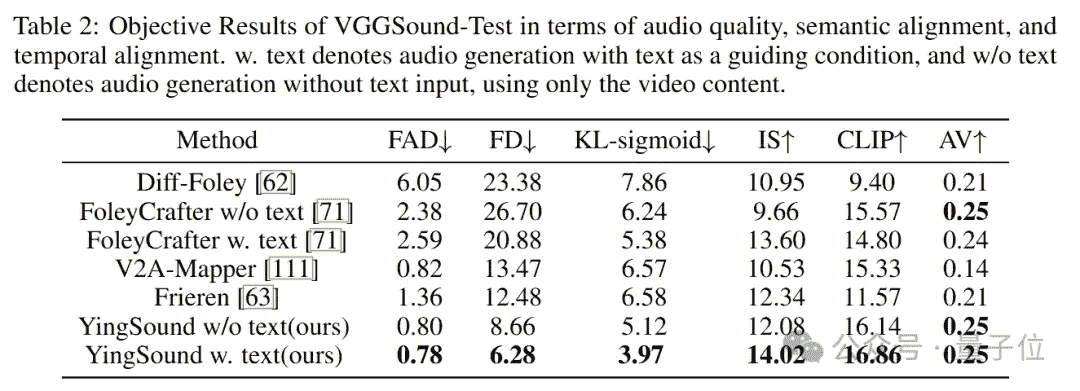 Table 2: Objective Results of VGGSound-Test in terms of audio quality, semantic alignment, and
temporal alignment. w. text denotes audio generation with text as a guiding condition, and w/o text
denotes audio generation without text input, using only the video content.
Method FAD↓ FD↓ KL-sigmoid↓ IS↑ CLIP↑ AV↑
Diff-Foley [62] 6.05 23.38 7.86 10.95 9.40 0.21
FoleyCrafter w/o text [71] 2.38 26.70 6.24 9.66 15.57 0.25
FoleyCrafter w. text [71] 2.59 20.88 5.38 13.60 14.80 0.24
V2A-Mapper [111] 0.82 13.47 6.57 10.53 15.33 0.14
Frieren [63] 1.36 12.48 6.58 12.34 11.57 0.21
YingSound w/o text(ours) 0.80 8.66 5.12 12.08 16.14 0.25
YingSound w. text(ours) 0.78 6.28 3.97 14.02 16.86 0.25
公众号 · 量子位